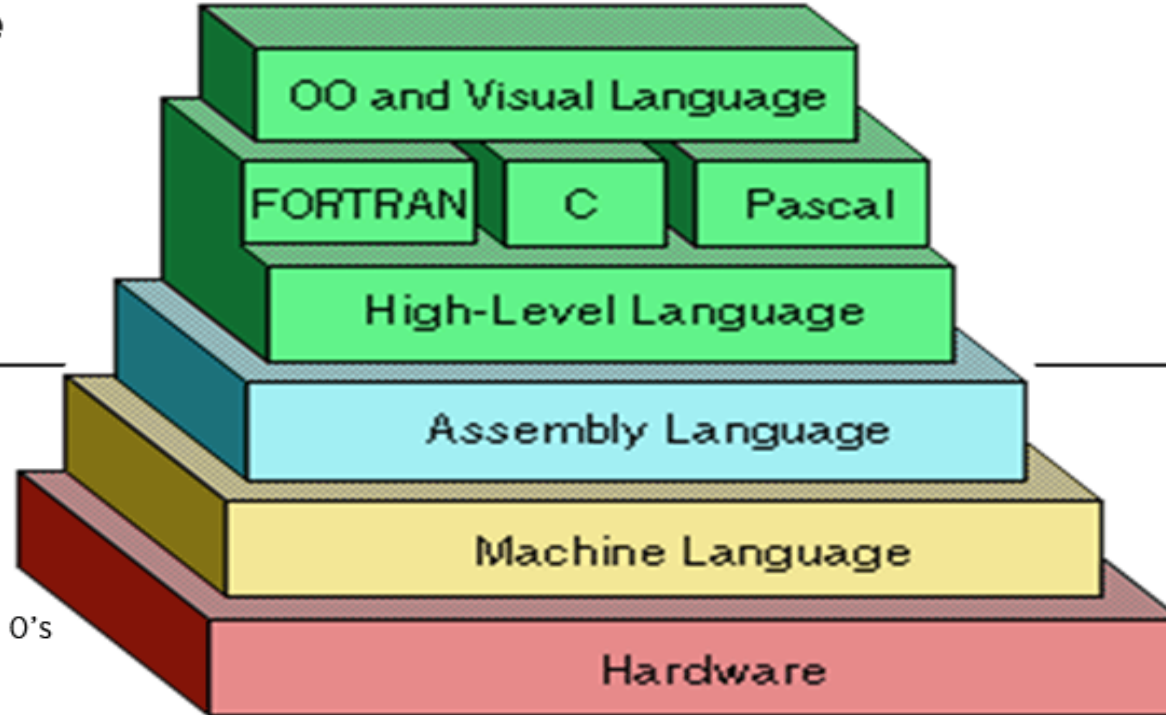 e
OO and Visual Language
FORTRAN C Pascal
High-Level Language
Assembly Language
Machine Language
0's
Hardware